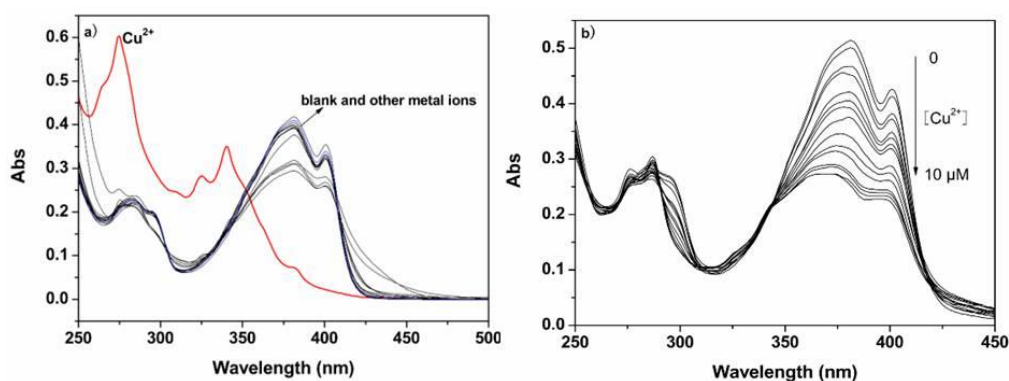 a)
Cu²⁺
blank and other metal ions
Abs
0.6
0.5
0.4
0.3
0.2
0.1
0.0
250 300 350 400 450 500
Wavelength (nm)
b)
0
[Cu²⁺]
10 μM
Abs
0.5
0.4
0.3
0.2
0.1
0.0
250 300 350 400 450
Wavelength (nm)